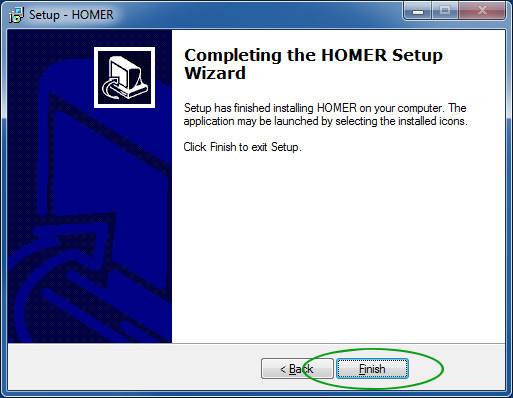 Setup - HOMER
Completing the HOMER Setup
Wizard
Setup has finished installing HOMER on your computer. The
application may be launched by selecting the installed icons.
Click Finish to exit Setup.
< Back
Finish